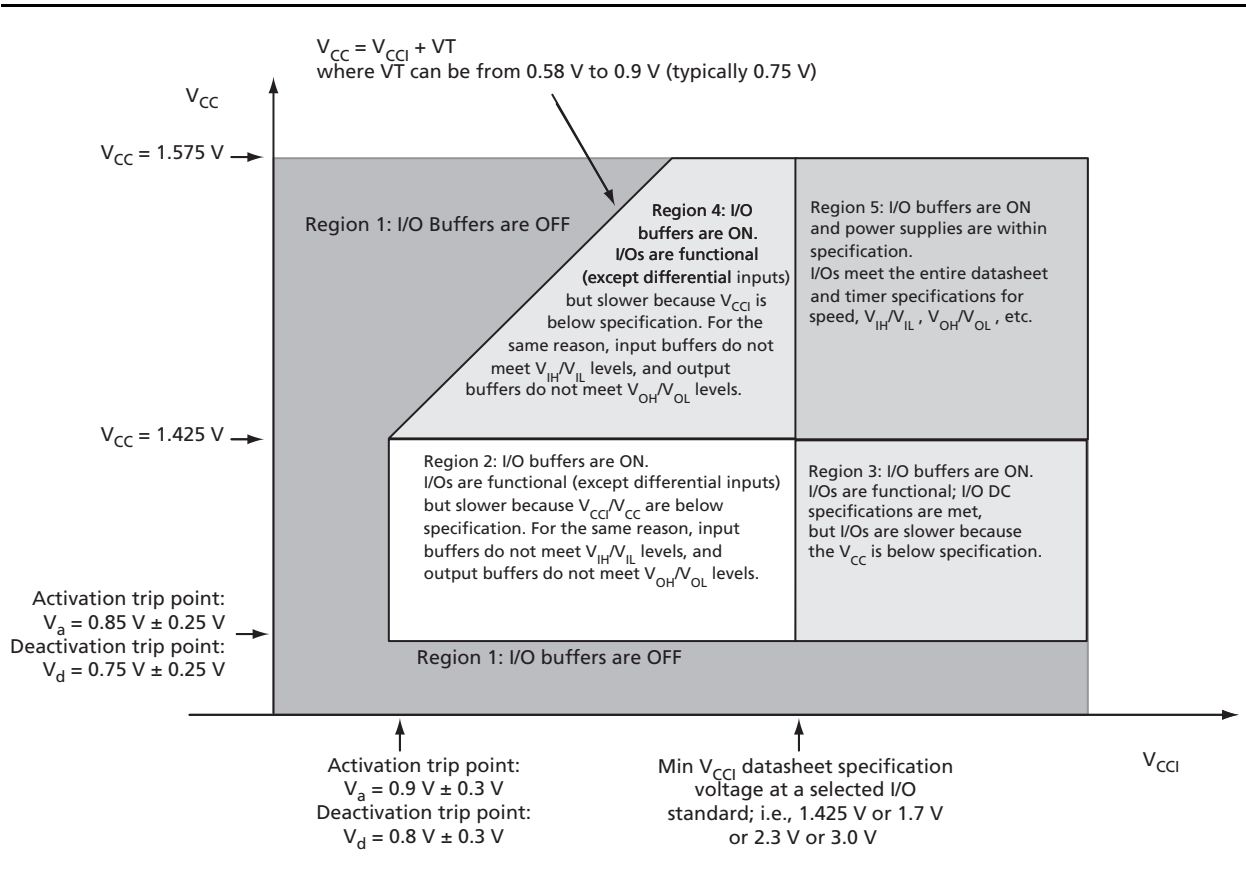 V_CC = V_CCI + VT
where VT can be from 0.58 V to 0.9 V (typically 0.75 V)
V_CC
V_CC = 1.575 V
Region 1: I/O Buffers are OFF
Region 4: I/O
buffers are ON.
I/Os are functional
(except differential inputs)
but slower because V_CCI is
below specification. For the
same reason, input buffers do not
meet V_IH/V_IL levels, and output
buffers do not meet V_OH/V_OL levels.
Region 5: I/O buffers are ON
and power supplies are within
specification.
I/Os meet the entire datasheet
and timer specifications for
speed, V_IH/V_IL , V_OH/V_OL , etc.
V_CC = 1.425 V
Region 2: I/O buffers are ON.
I/Os are functional (except differential inputs)
but slower because V_CCI/V_CC are below
specification. For the same reason, input
buffers do not meet V_IH/V_IL levels, and
output buffers do not meet V_OH/V_OL levels.
Region 3: I/O buffers are ON.
I/Os are functional; I/O DC
specifications are met,
but I/Os are slower because
the V_CC is below specification.
Activation trip point:
V_a = 0.85 V ± 0.25 V
Deactivation trip point:
V_d = 0.75 V ± 0.25 V
Region 1: I/O buffers are OFF
Activation trip point:
V_a = 0.9 V ± 0.3 V
Deactivation trip point:
V_d = 0.8 V ± 0.3 V
Min V_CCI datasheet specification
voltage at a selected I/O
standard; i.e., 1.425 V or 1.7 V
or 2.3 V or 3.0 V
V_CCI